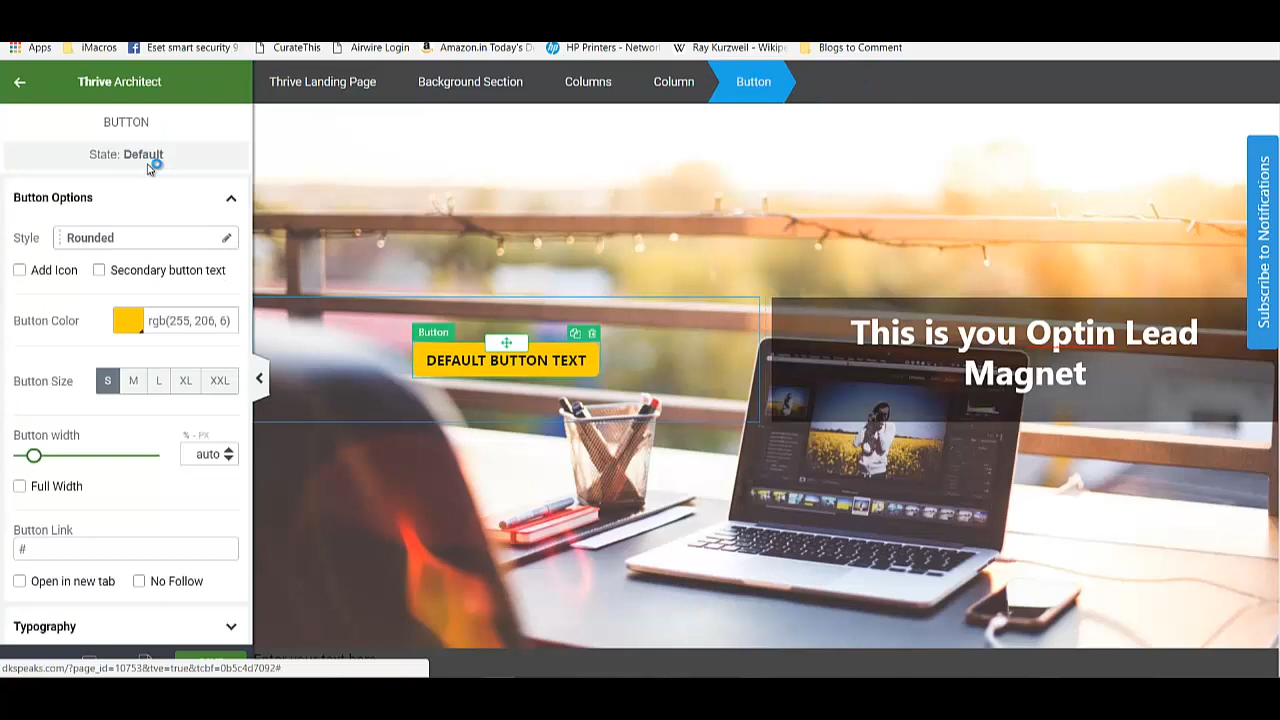 Apps iMacros Eset smart security 9 CurateThis Airwire Login Amazon.in Today's D HP Printers - Networ Ray Kurzweil - Wikipe Blogs to Comment
Thrive Architect
Thrive Landing Page Background Section Columns Column Button
BUTTON
State: Default
Button Options
Style Rounded
Add Icon Secondary button text
Button Color rgb(255, 206, 6)
Button Size S M L XL XXL
Button width % - PX
auto
Full Width
Button Link
#
Open in new tab No Follow
Typography
dkspeaks.com/?page_id=10753&tve=true&tcbf=0b5c4d7092#
Button
DEFAULT BUTTON TEXT
This is you Optin Lead
Magnet
Subscribe to Notifications